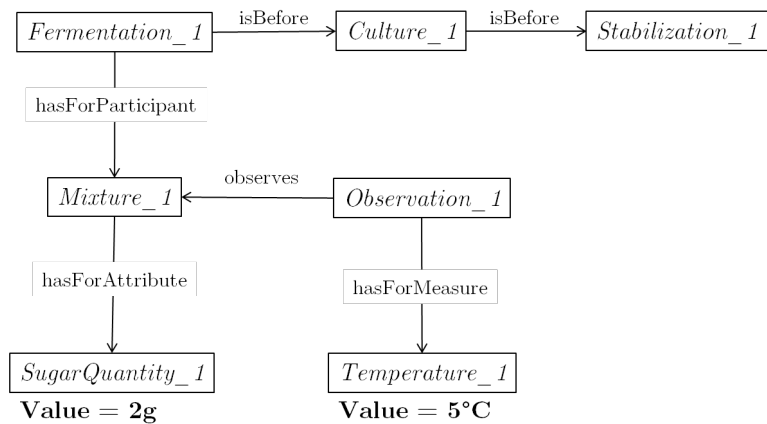 Fermentation_1
isBefore
Culture_1
isBefore
Stabilization_1
hasForParticipant
Mixture_1
observes
Observation_1
hasForAttribute
hasForMeasure
SugarQuantity_1
Temperature_1
Value = 2g
Value = 5°C